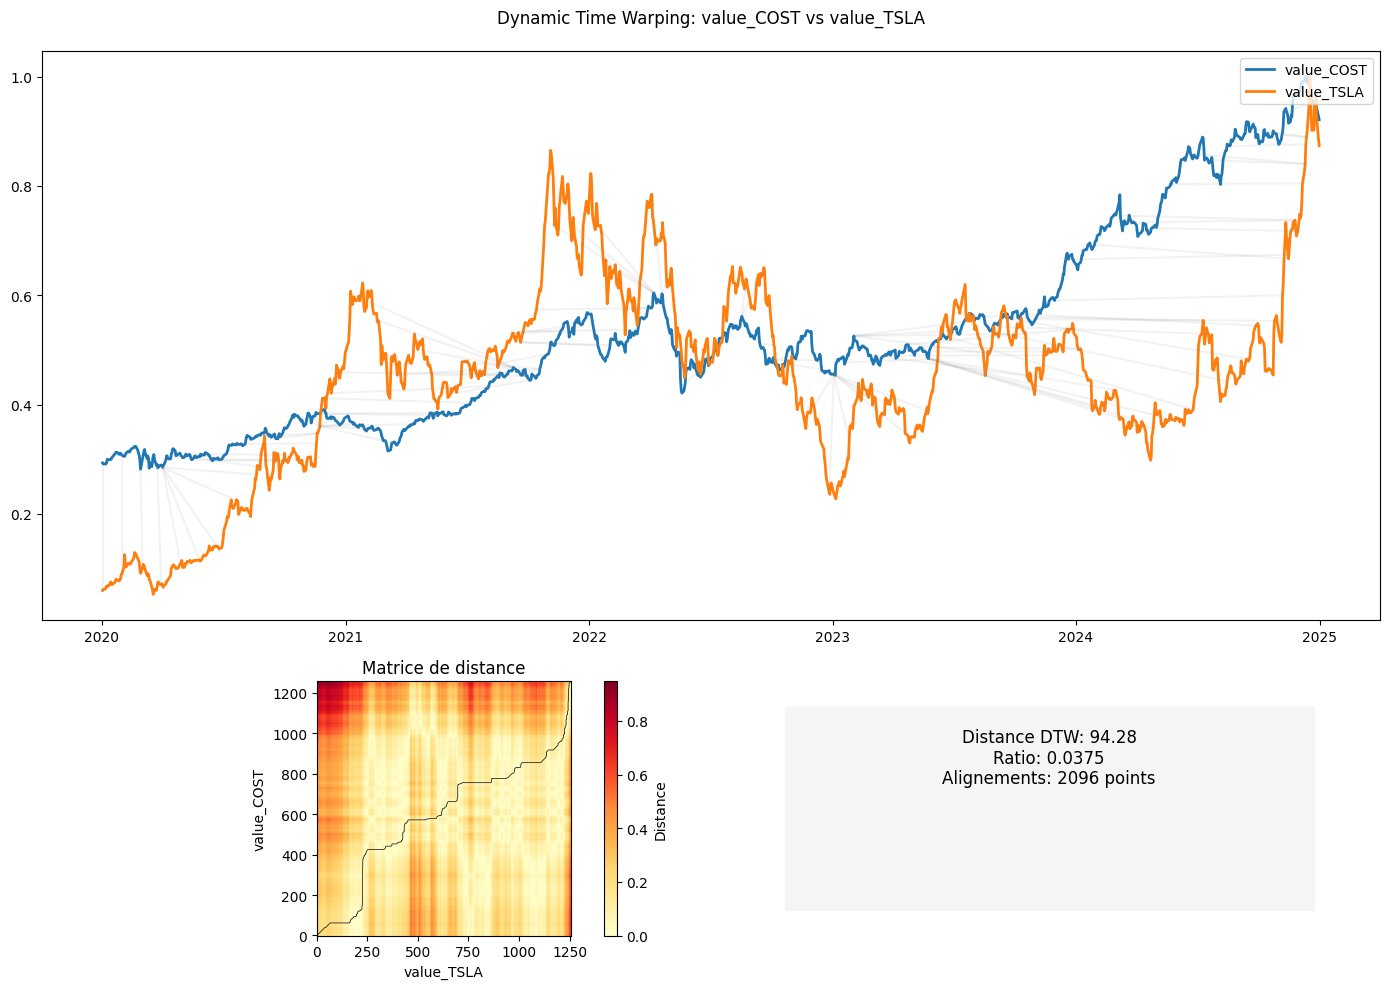 Dynamic Time Warping: value_COST vs value_TSLA
value_COST
value_TSLA
1.0
0.8
0.6
0.4
0.2
2020 2021 2022 2023 2024 2025
Matrice de distance
value_COST
1200
1000
800
600
400
200
0
0 250 500 750 1000 1250
value_TSLA
0.8
0.6
0.4
0.2
0.0
Distance
Distance DTW: 94.28
Ratio: 0.0375
Alignements: 2096 points